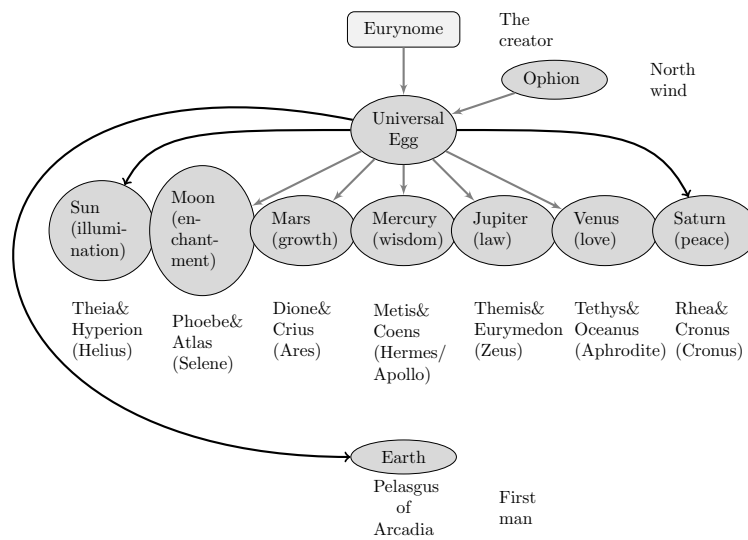 Eurynome
The
creator
Ophion
North
wind
Universal
Egg
Sun
(illumi-
nation)
Moon
(en-
chant-
ment)
Mars
(growth)
Mercury
(wisdom)
Jupiter
(law)
Venus
(love)
Saturn
(peace)
Theia&
Hyperion
(Helius)
Phoebe&
Atlas
(Selene)
Dione&
Crius
(Ares)
Metis&
Coens
(Hermes/
Apollo)
Themis&
Eurymedon
(Zeus)
Tethys&
Oceanus
(Aphrodite)
Rhea&
Cronus
(Cronus)
Earth
Pelasgus
of
Arcadia
First
man